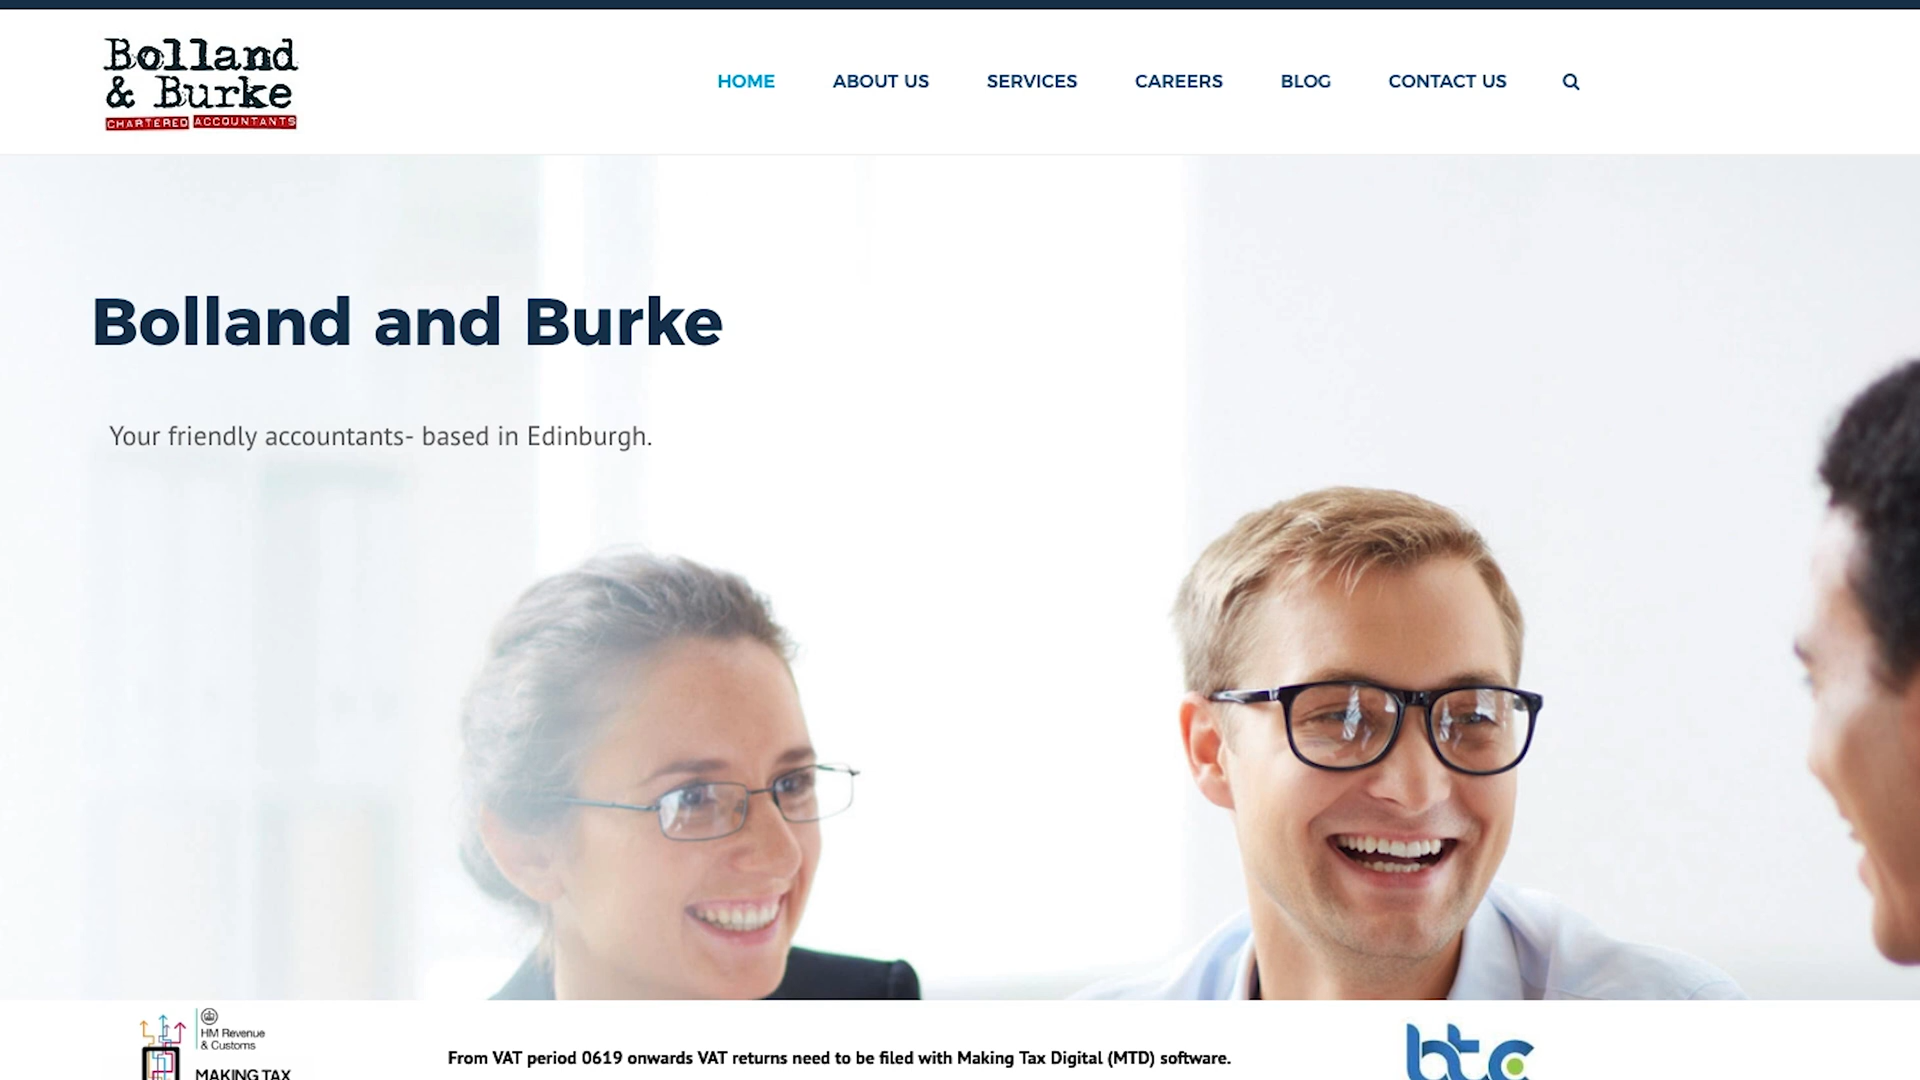 Bolland
& Burke
CHARTERED ACCOUNTANTS
HOME ABOUT US SERVICES CAREERS BLOG CONTACT US
Bolland and Burke
Your friendly accountants- based in Edinburgh.
HM Revenue
& Customs
MAKING TAX
From VAT period 0619 onwards VAT returns need to be filed with Making Tax Digital (MTD) software.
btc